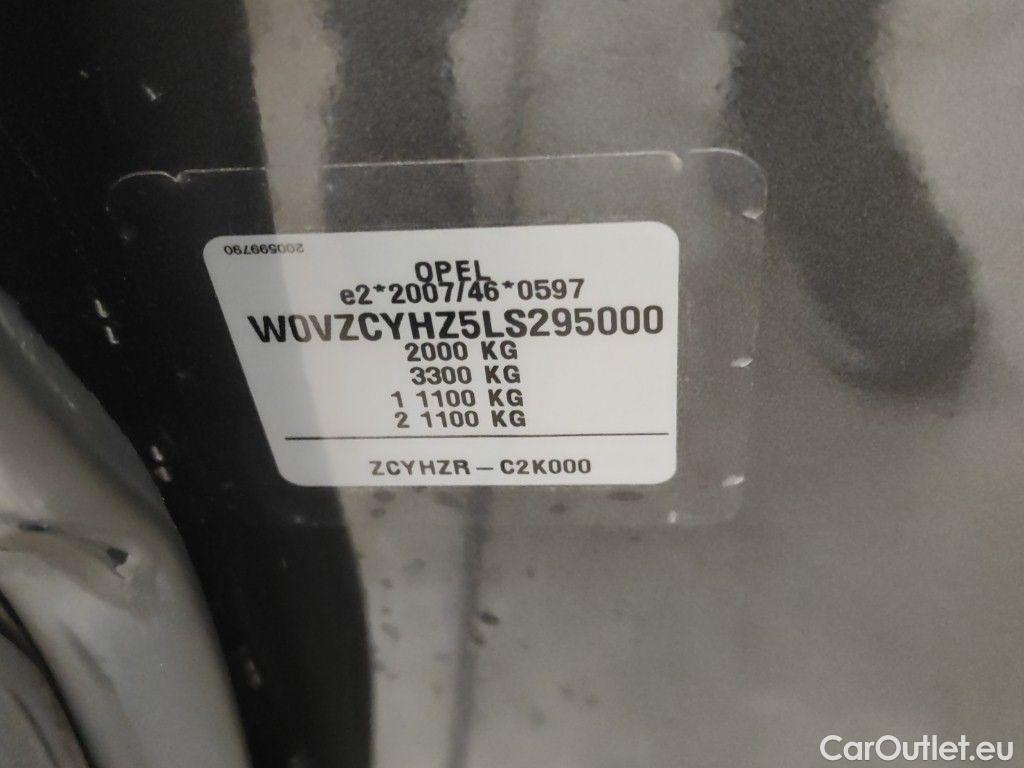 200599790
OPEL
e2*2007/46*0597
W0VZCYHZ5LS295000
2000 KG
3300 KG
1 1100 KG
2 1100 KG
ZCYHZR - C2K000
CarOutlet.eu